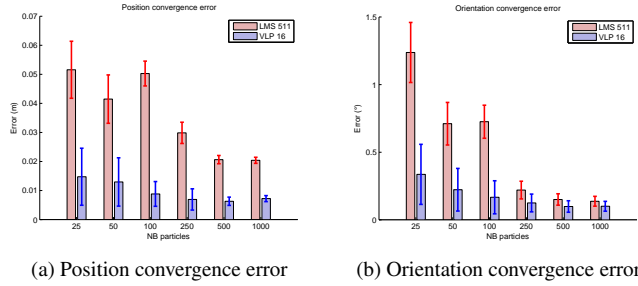 Position convergence error
0.07
0.06
0.05
0.04
0.03
0.02
0.01
0
Error (m)
25 50 100 250 500 1000
NB particles
LMS 511
VLP 16
(a) Position convergence error
Orientation convergence error
1.5
1
0.5
0
Error (°)
25 50 100 250 500 1000
NB particles
LMS 511
VLP 16
(b) Orientation convergence error